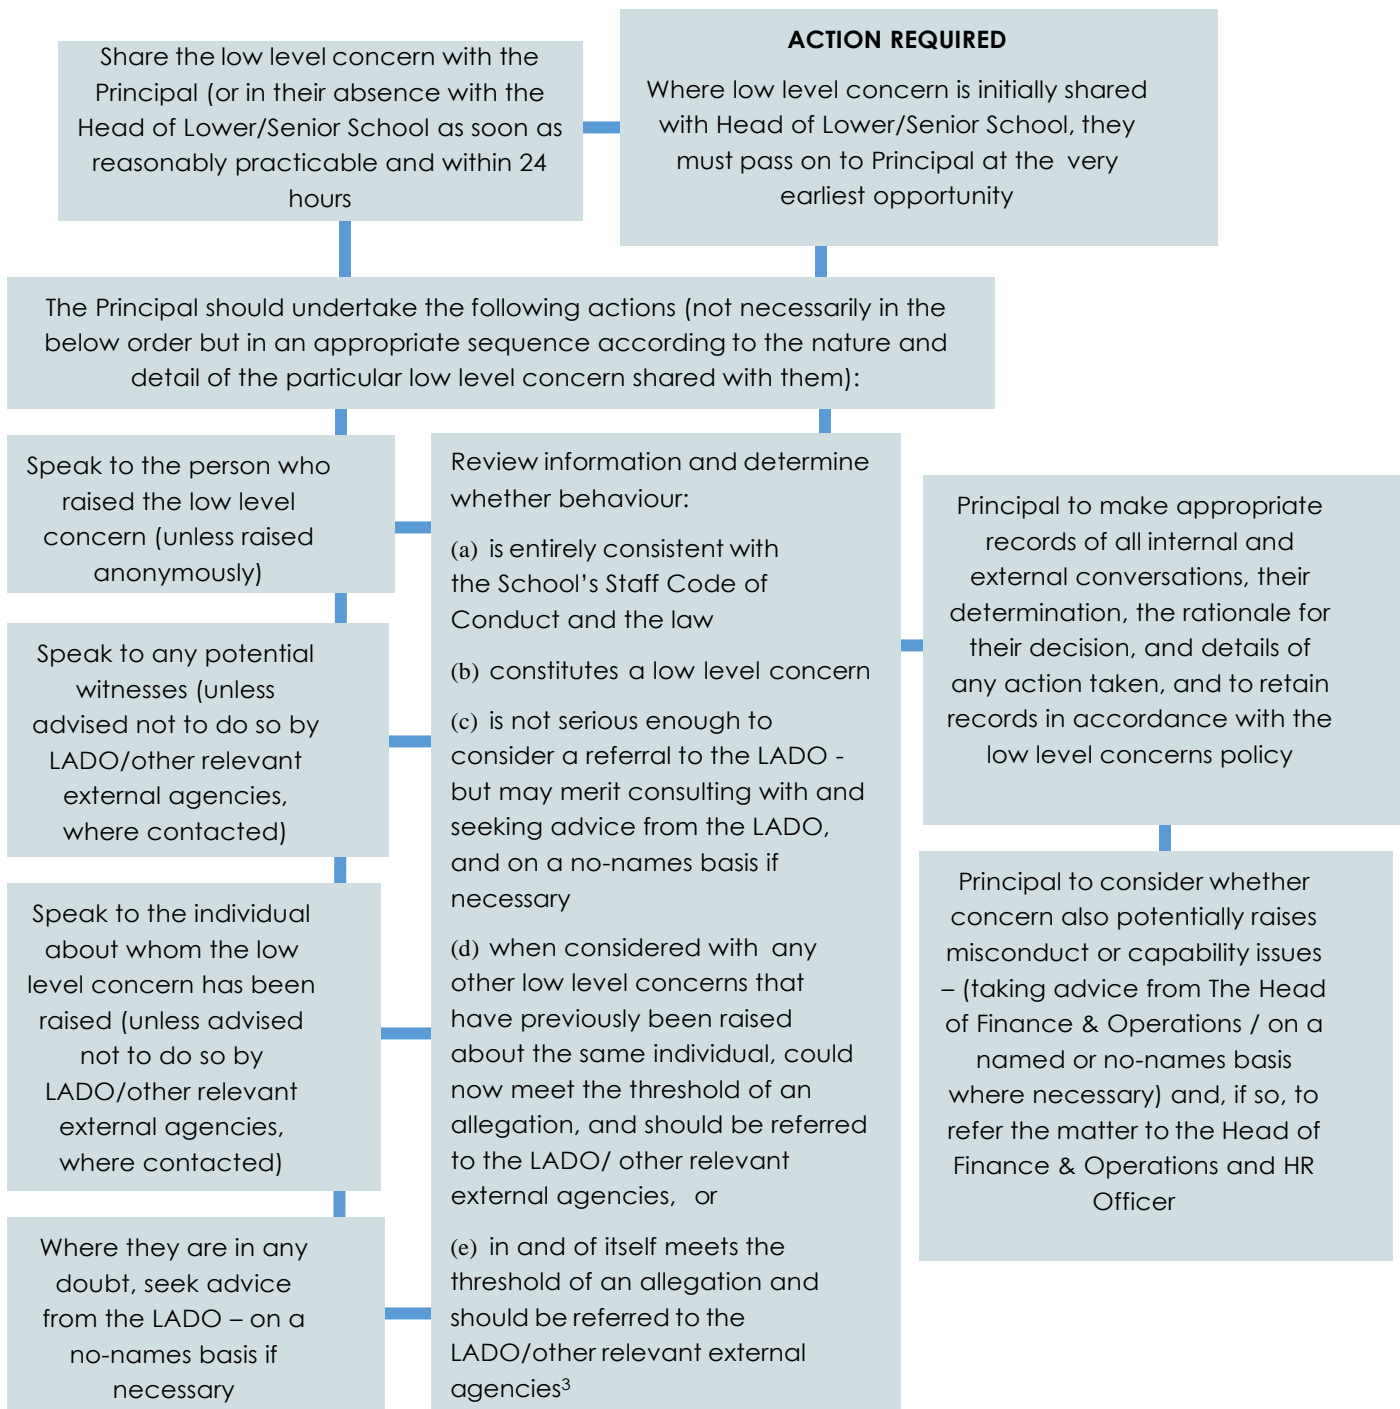 Share the low level concern with the
Principal (or in their absence with the
Head of Lower/Senior School as soon as
reasonably practicable and within 24
hours
ACTION REQUIRED
Where low level concern is initially shared
with Head of Lower/Senior School, they
must pass on to Principal at the very
earliest opportunity
The Principal should undertake the following actions (not necessarily in the
below order but in an appropriate sequence according to the nature and
detail of the particular low level concern shared with them):
Speak to the person who
raised the low level
concern (unless raised
anonymously)
Speak to any potential
witnesses (unless
advised not to do so by
LADO/other relevant
external agencies,
where contacted)
Speak to the individual
about whom the low
level concern has been
raised (unless advised
not to do so by
LADO/other relevant
external agencies,
where contacted)
Where they are in any
doubt, seek advice
from the LADO – on a
no-names basis if
necessary
Review information and determine
whether behaviour:
(a) is entirely consistent with
the School’s Staff Code of
Conduct and the law
(b) constitutes a low level concern
(c) is not serious enough to
consider a referral to the LADO -
but may merit consulting with and
seeking advice from the LADO,
and on a no-names basis if
necessary
(d) when considered with any
other low level concerns that
have previously been raised
about the same individual, could
now meet the threshold of an
allegation, and should be referred
to the LADO/ other relevant
external agencies, or
(e) in and of itself meets the
threshold of an allegation and
should be referred to the
LADO/other relevant external
agencies³
Principal to make appropriate
records of all internal and
external conversations, their
determination, the rationale for
their decision, and details of
any action taken, and to retain
records in accordance with the
low level concerns policy
Principal to consider whether
concern also potentially raises
misconduct or capability issues
– (taking advice from The Head
of Finance & Operations / on a
named or no-names basis
where necessary) and, if so, to
refer the matter to the Head of
Finance & Operations and HR
Officer